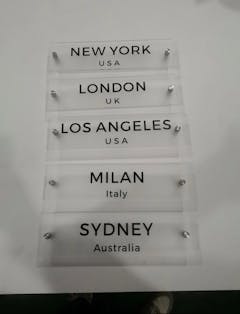 NEW YORK
USA
LONDON
UK
LOS ANGELES
USA
MILAN
Italy
SYDNEY
Australia